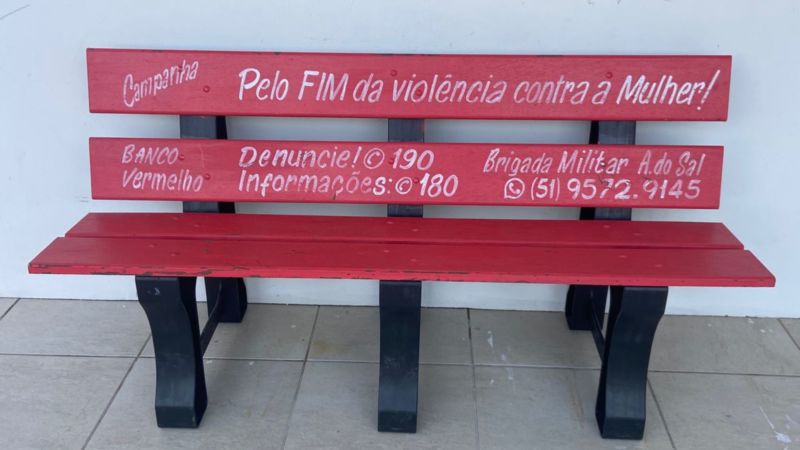 Campanha Pelo FIM da violência contra a Mulher!
BANCO Denuncie! 190 Brigada Militar A.do Sal
Vermelho Informações: 180 (51) 9572.9145